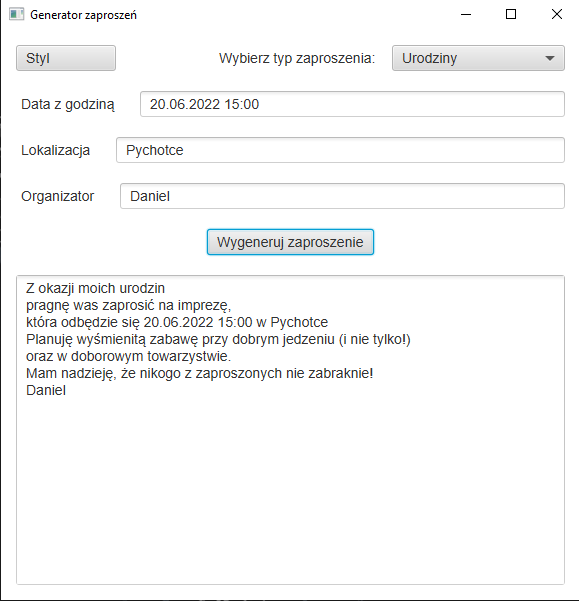 Generator zaproszeń
Styl
Wybierz typ zaproszenia:
Urodziny
Data z godziną
20.06.2022 15:00
Lokalizacja
Pychotce
Organizator
Daniel
Wygeneruj zaproszenie
Z okazji moich urodzin
pragnę was zaprosić na imprezę,
która odbędzie się 20.06.2022 15:00 w Pychotce
Planuję wyśmienitą zabawę przy dobrym jedzeniu (i nie tylko!)
oraz w doborowym towarzystwie.
Mam nadzieję, że nikogo z zaproszonych nie zabraknie!
Daniel